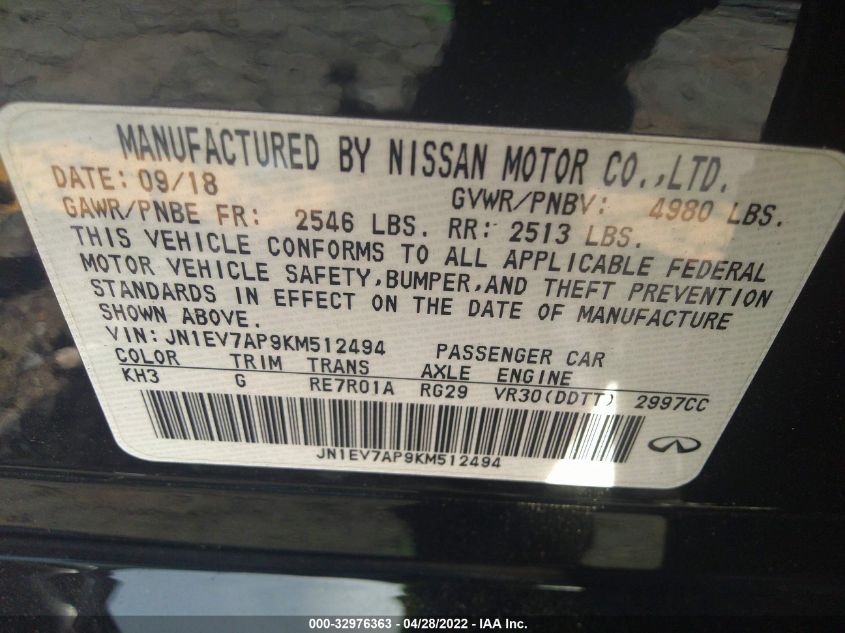 MANUFACTURED BY NISSAN MOTOR CO.,LTD.
DATE: 09/18 GVWR/PNBV: 4980 LBS.
GAWR/PNBE FR: 2546 LBS. RR: 2513 LBS.
THIS VEHICLE CONFORMS TO ALL APPLICABLE FEDERAL
MOTOR VEHICLE SAFETY,BUMPER,AND THEFT PREVENTION
STANDARDS IN EFFECT ON THE DATE OF MANUFACTURE
SHOWN ABOVE.
VIN: JN1EV7AP9KM512494 PASSENGER CAR
COLOR TRIM TRANS AXLE ENGINE
KH3 G RE7R01A RG29 VR30(DDTT) 2997CC
JN1EV7AP9KM512494
000-32976363 - 04/28/2022 - IAA Inc.